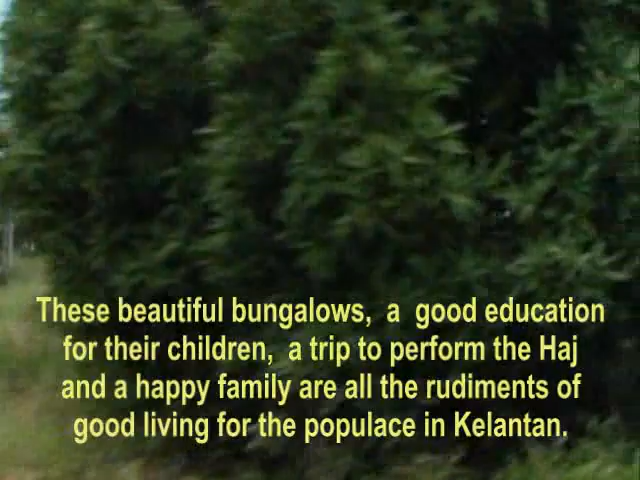 These beautiful bungalows,  a  good education
for their children,  a trip to perform the Haj
and a happy family are all the rudiments of
good living for the populace in Kelantan.